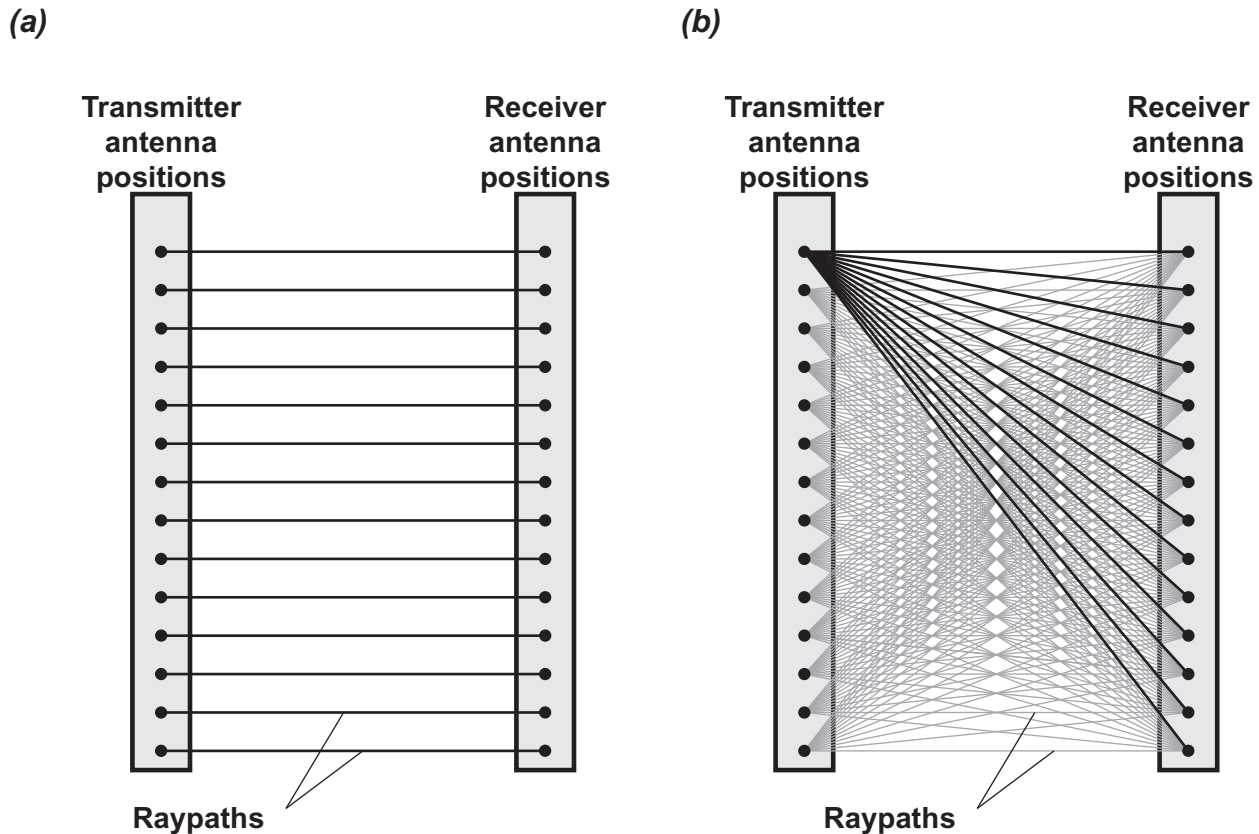 (a)
Transmitter
antenna
positions
Receiver
antenna
positions
Raypaths
(b)
Transmitter
antenna
positions
Receiver
antenna
positions
Raypaths